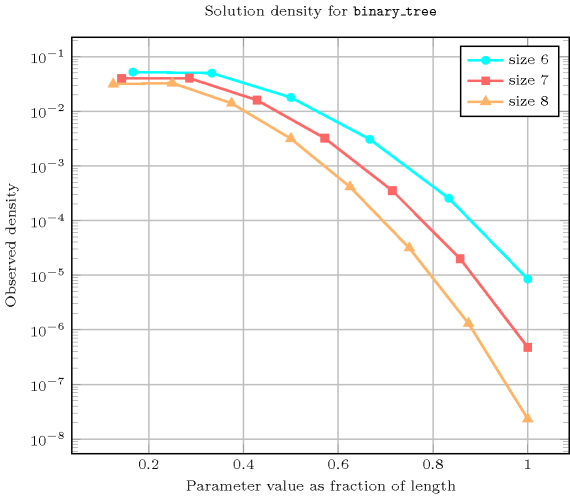 Solution density for binary_tree
size 6
size 7
size 8
10⁻¹
10⁻²
10⁻³
10⁻⁴
10⁻⁵
10⁻⁶
10⁻⁷
10⁻⁸
Observed density
0.2 0.4 0.6 0.8 1
Parameter value as fraction of length